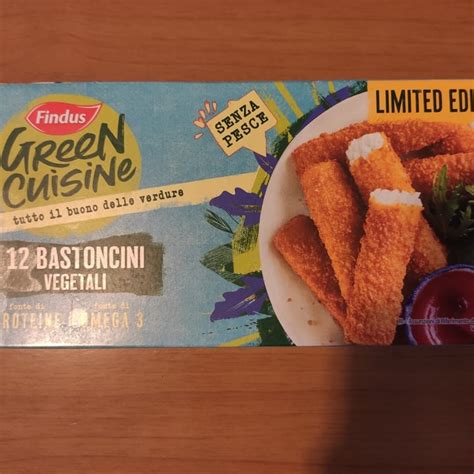 Findus
GREEN
CUISINE
tutto il buono delle verdure
SENZA
PESCE
LIMITED EDI
12 BASTONCINI
VEGETALI
fonte di fonte di
ROTEINE OMEGA 3